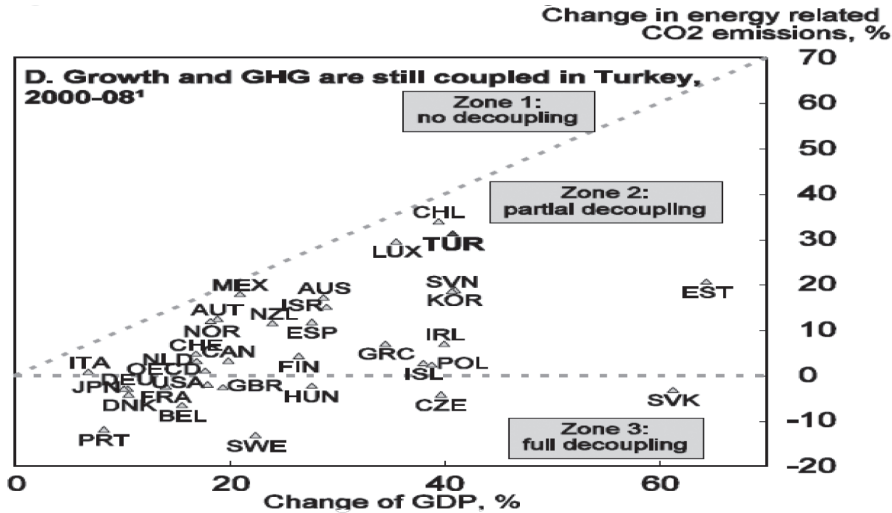 Change in energy related
CO2 emissions, %
D. Growth and GHG are still coupled in Turkey,
2000-08¹
Zone 1:
no decoupling
Zone 2:
partial decoupling
Zone 3:
full decoupling
70
60
50
40
30
20
10
0
-10
-20
CHL
TUR
LUX
MEX
AUS
SVN
EST
ISR
KOR
AUT
NZL
NOR
ESP
IRL
CHE
CAN
GRC
NLD
ITA
OECD
FIN
POL
ISL
DEU
JPN
USA
GBR
FRA
HUN
DNK
CZE
SVK
BEL
PRT
SWE
0
20
40
60
Change of GDP, %